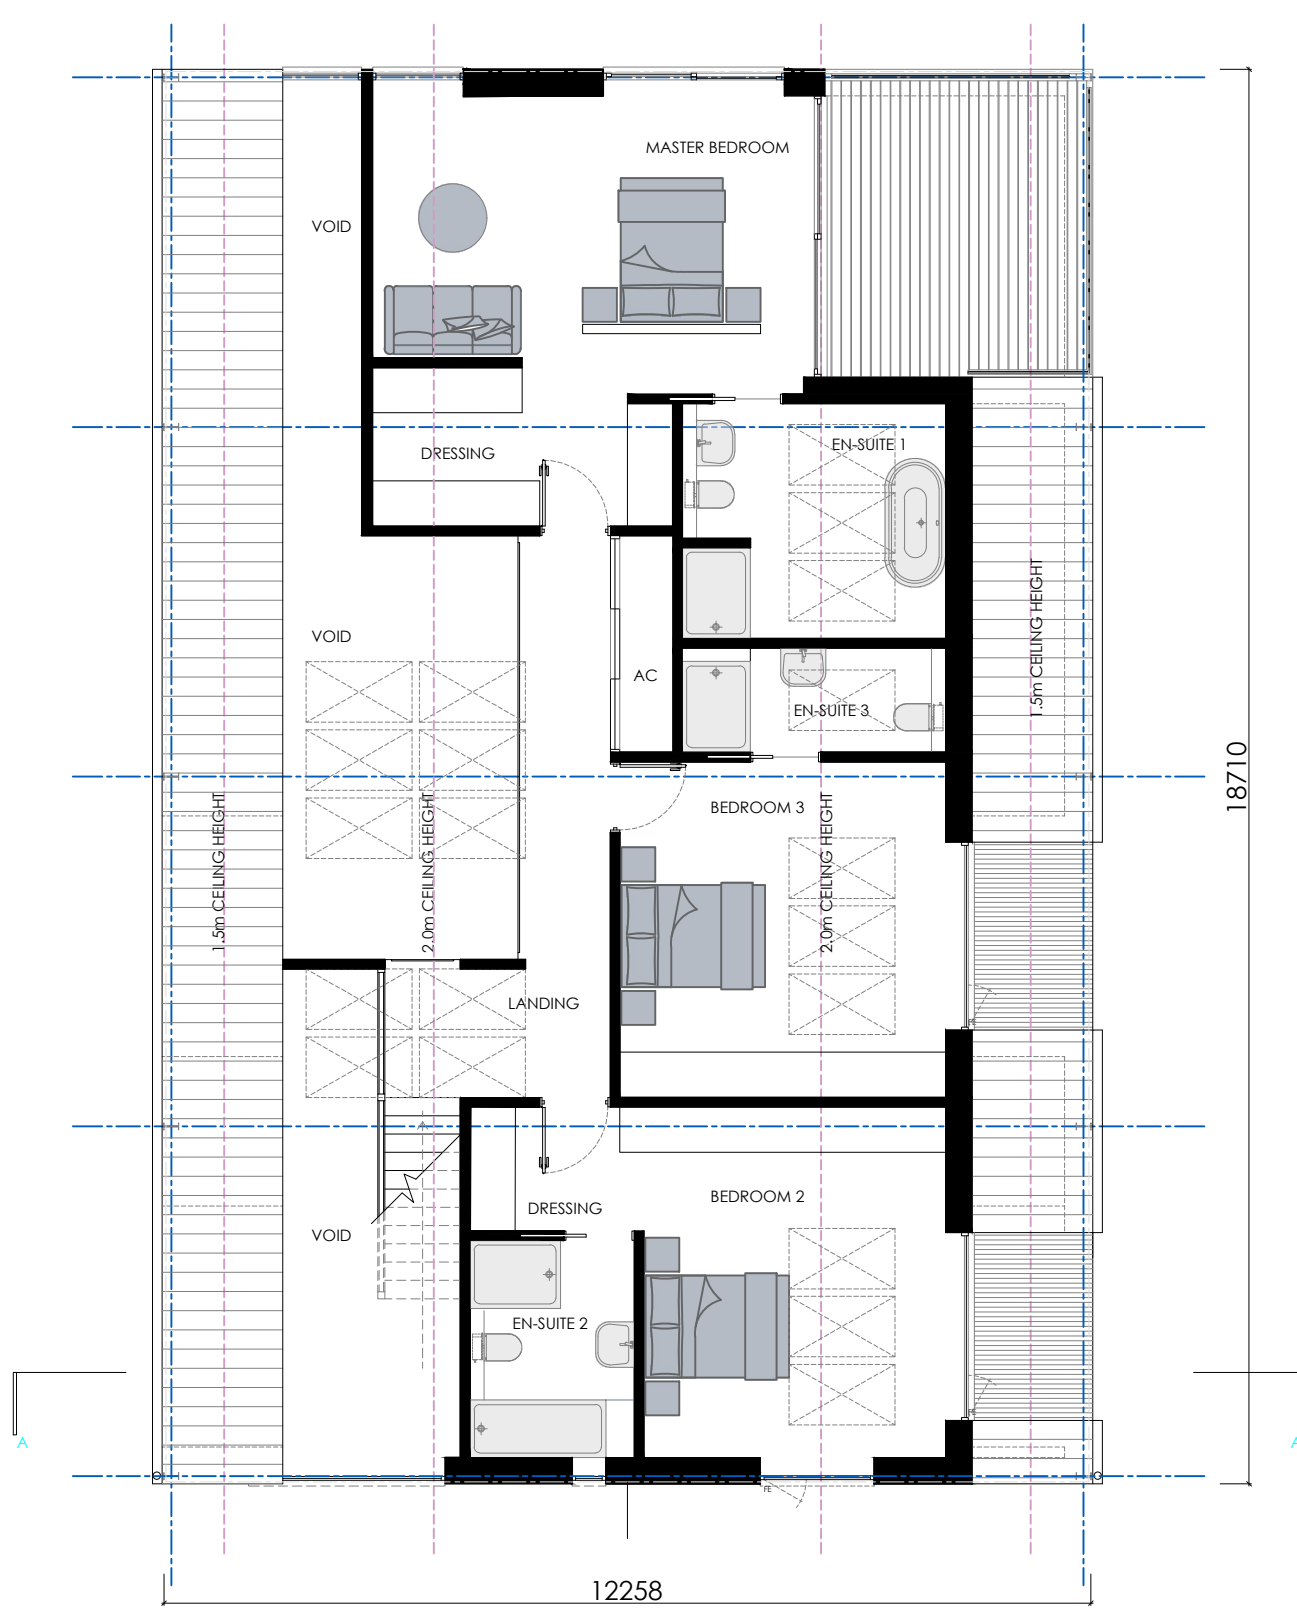 MASTER BEDROOM
VOID
EN-SUITE 1
DRESSING
1.5m CEILING HEIGHT
VOID
AC
EN-SUITE 3
18710
BEDROOM 3
1.5m CEILING HEIGHT
2.0m CEILING HEIGHT
2.0m CEILING HEIGHT
LANDING
FE
BEDROOM 2
DRESSING
VOID
EN-SUITE 2
FE
A
A
FE
12258